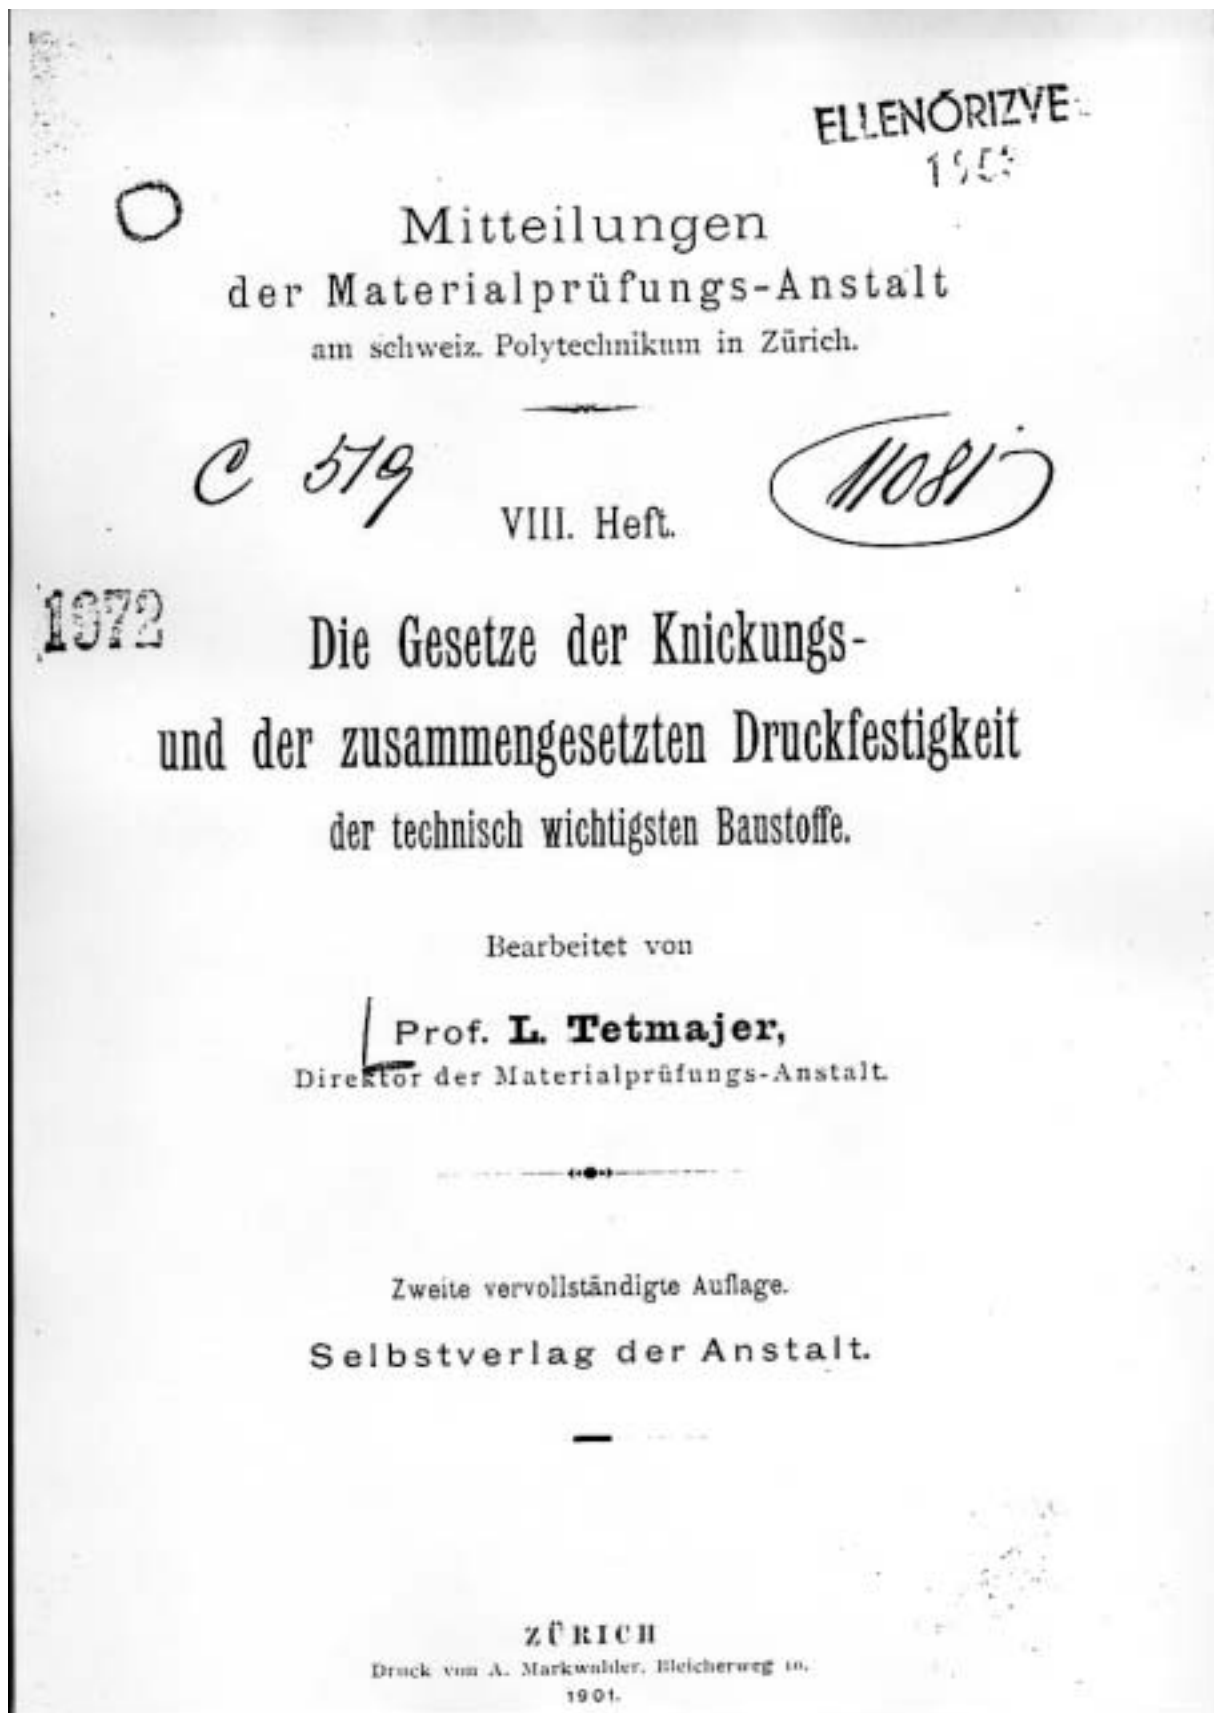 ELLENŐRIZVE
Mitteilungen
der Materialprüfungs-Anstalt
am schweiz. Polytechnikum in Zürich.
C 519
11081
VIII. Heft.
1972
Die Gesetze der Knickungs-
und der zusammengesetzten Druckfestigkeit
der technisch wichtigsten Baustoffe.
Bearbeitet von
Prof. L. Tetmajer,
Direktor der Materialprüfungs-Anstalt.
Zweite vervollständigte Auflage.
Selbstverlag der Anstalt.
ZÜRICH
Druck von A. Markwalder, Bleicherweg 10.
1901.